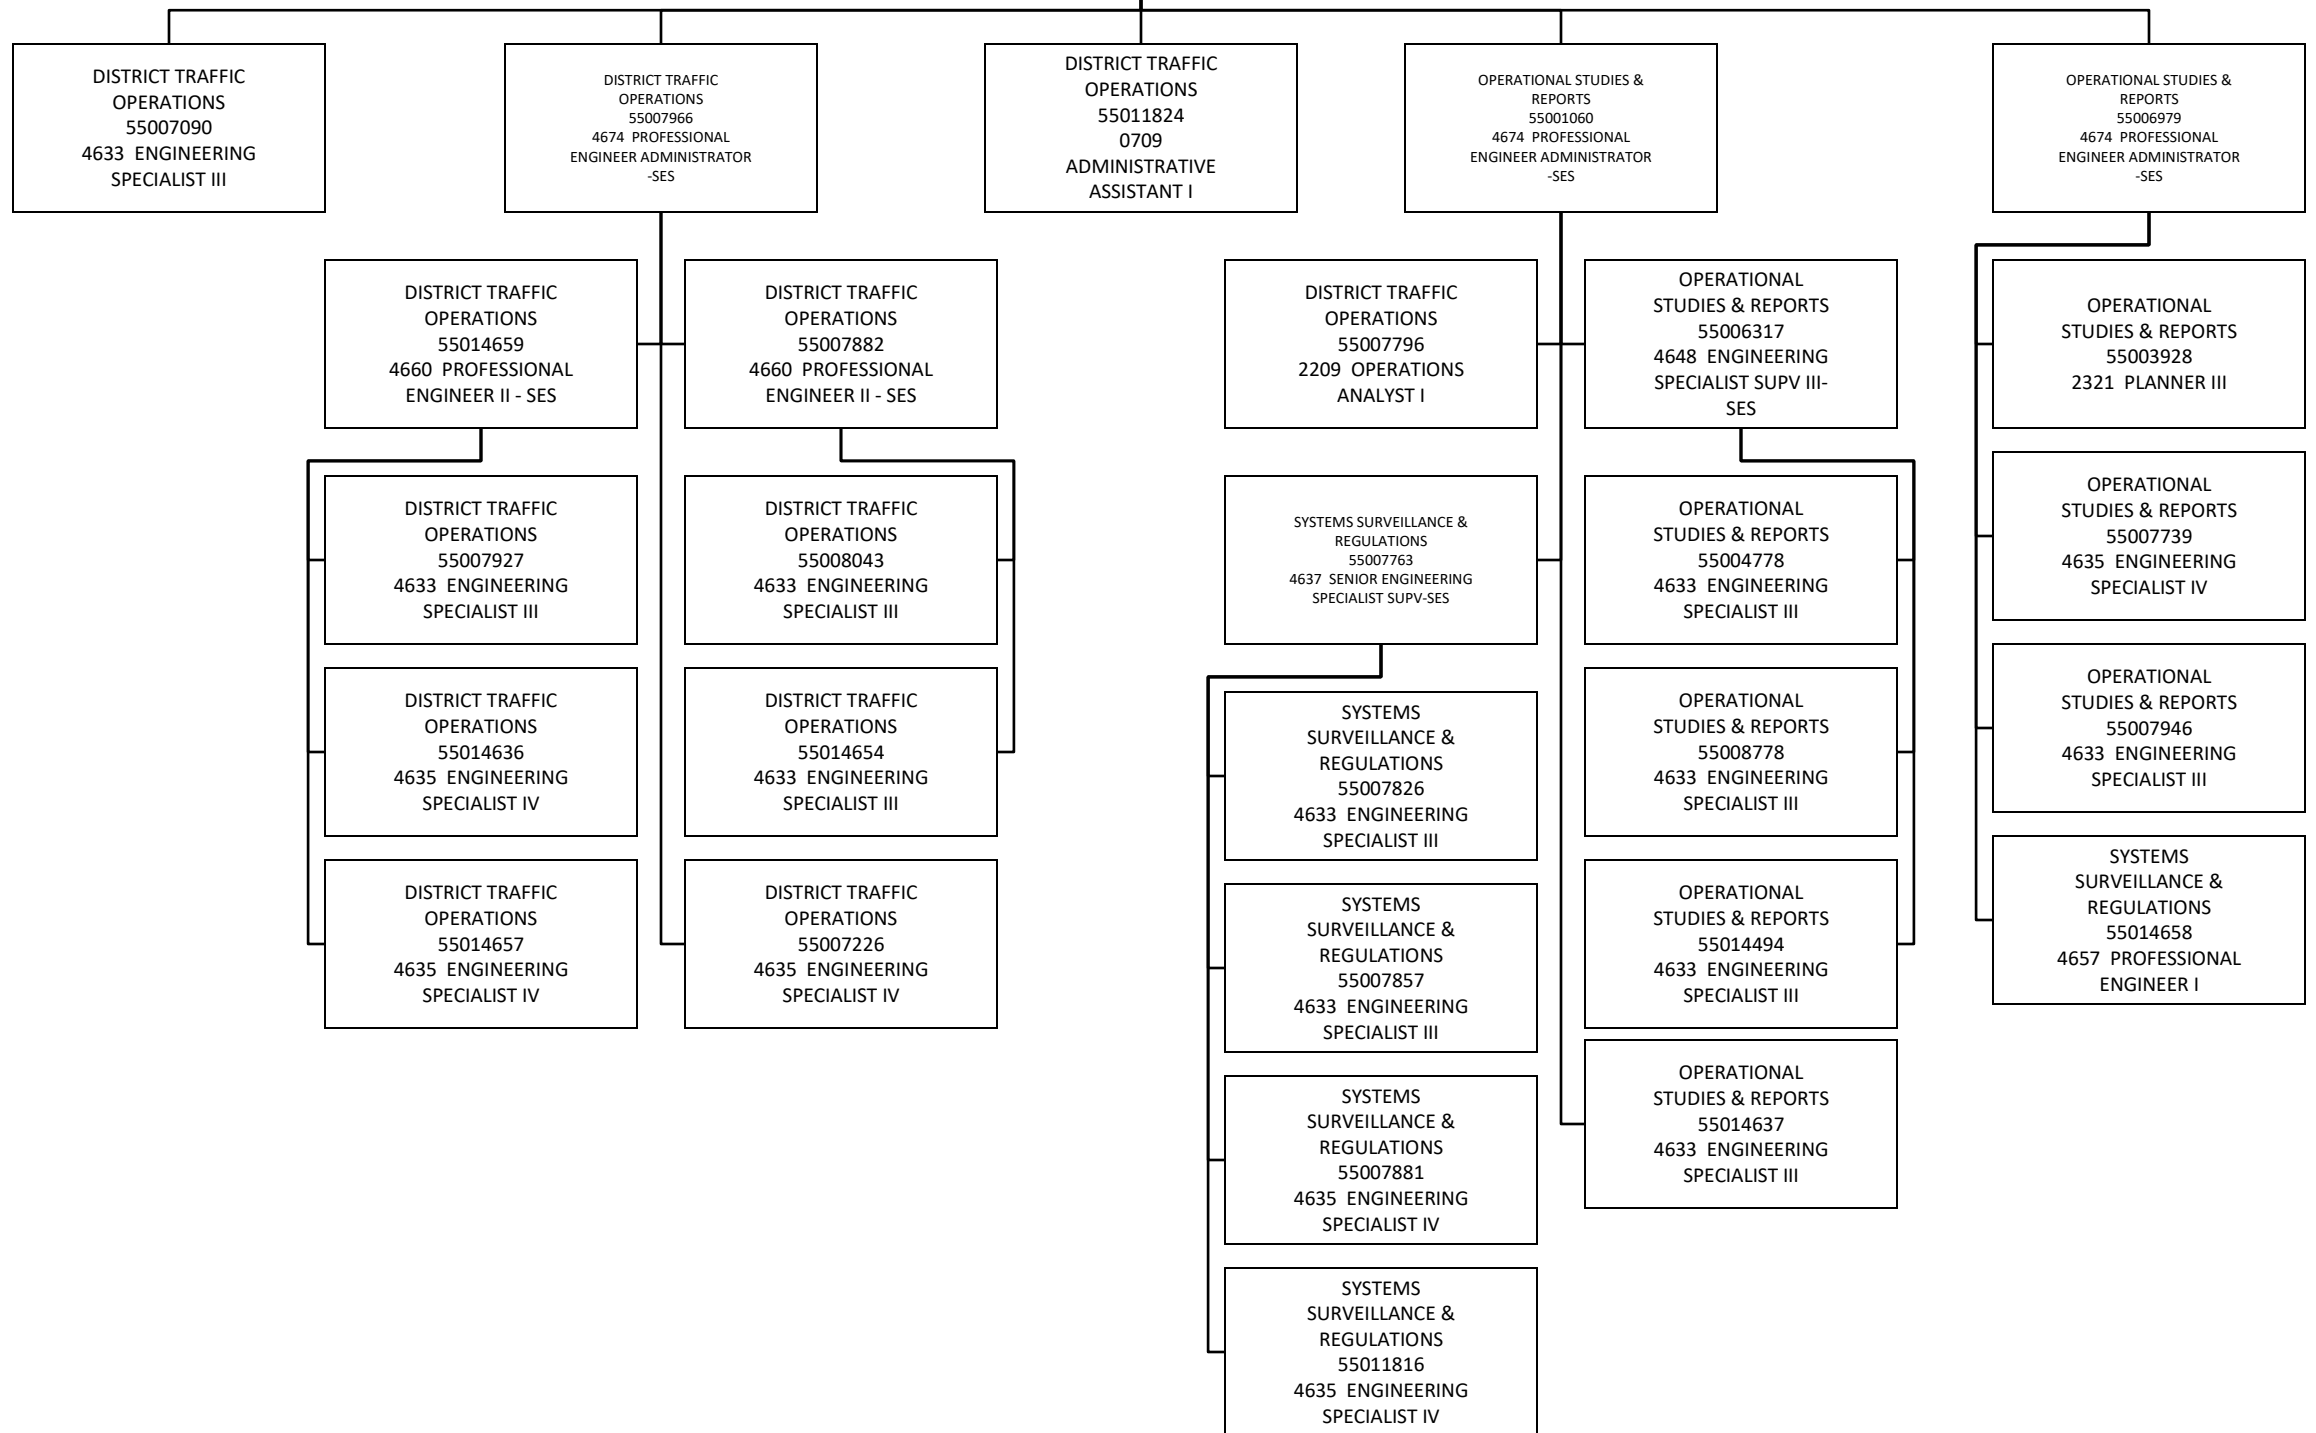 DISTRICT TRAFFIC
OPERATIONS
55007090
4633 ENGINEERING
SPECIALIST III
DISTRICT TRAFFIC
OPERATIONS
55007966
4674 PROFESSIONAL
ENGINEER ADMINISTRATOR
-SES
DISTRICT TRAFFIC
OPERATIONS
55011824
0709
ADMINISTRATIVE
ASSISTANT I
OPERATIONAL STUDIES &
REPORTS
55001060
4674 PROFESSIONAL
ENGINEER ADMINISTRATOR
-SES
OPERATIONAL STUDIES &
REPORTS
55006979
4674 PROFESSIONAL
ENGINEER ADMINISTRATOR
-SES
DISTRICT TRAFFIC
OPERATIONS
55014659
4660 PROFESSIONAL
ENGINEER II - SES
DISTRICT TRAFFIC
OPERATIONS
55007882
4660 PROFESSIONAL
ENGINEER II - SES
DISTRICT TRAFFIC
OPERATIONS
55007796
2209 OPERATIONS
ANALYST I
OPERATIONAL
STUDIES & REPORTS
55006317
4648 ENGINEERING
SPECIALIST SUPV III-
SES
OPERATIONAL
STUDIES & REPORTS
55003928
2321 PLANNER III
DISTRICT TRAFFIC
OPERATIONS
55007927
4633 ENGINEERING
SPECIALIST III
DISTRICT TRAFFIC
OPERATIONS
55008043
4633 ENGINEERING
SPECIALIST III
SYSTEMS SURVEILLANCE &
REGULATIONS
55007763
4637 SENIOR ENGINEERING
SPECIALIST SUPV-SES
OPERATIONAL
STUDIES & REPORTS
55004778
4633 ENGINEERING
SPECIALIST III
OPERATIONAL
STUDIES & REPORTS
55007739
4635 ENGINEERING
SPECIALIST IV
DISTRICT TRAFFIC
OPERATIONS
55014636
4635 ENGINEERING
SPECIALIST IV
DISTRICT TRAFFIC
OPERATIONS
55014654
4633 ENGINEERING
SPECIALIST III
SYSTEMS
SURVEILLANCE &
REGULATIONS
55007826
4633 ENGINEERING
SPECIALIST III
OPERATIONAL
STUDIES & REPORTS
55008778
4633 ENGINEERING
SPECIALIST III
OPERATIONAL
STUDIES & REPORTS
55007946
4633 ENGINEERING
SPECIALIST III
DISTRICT TRAFFIC
OPERATIONS
55014657
4635 ENGINEERING
SPECIALIST IV
DISTRICT TRAFFIC
OPERATIONS
55007226
4635 ENGINEERING
SPECIALIST IV
SYSTEMS
SURVEILLANCE &
REGULATIONS
55007857
4633 ENGINEERING
SPECIALIST III
OPERATIONAL
STUDIES & REPORTS
55014494
4633 ENGINEERING
SPECIALIST III
SYSTEMS
SURVEILLANCE &
REGULATIONS
55014658
4657 PROFESSIONAL
ENGINEER I
SYSTEMS
SURVEILLANCE &
REGULATIONS
55007881
4635 ENGINEERING
SPECIALIST IV
OPERATIONAL
STUDIES & REPORTS
55014637
4633 ENGINEERING
SPECIALIST III
SYSTEMS
SURVEILLANCE &
REGULATIONS
55011816
4635 ENGINEERING
SPECIALIST IV